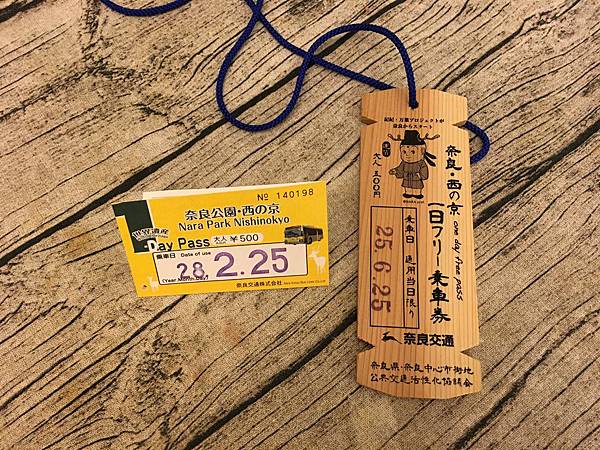 № 140198
世界遺産
奈良公園・西の京
Nara Park Nishinokyo
Day Pass 大人 ¥500
乗車日 Date of use
28.2.25
(Year.Month.Day)
奈良交通株式会社
記紀・万葉プロジェクトが
奈良からスタート
大人 五〇〇円
奈良・西の京 one day free pass
一日フリー乗車券
乗車日 通用当日限り
25.6.25
奈良交通
奈良県・奈良中心市街地
公共交通活性化協議会